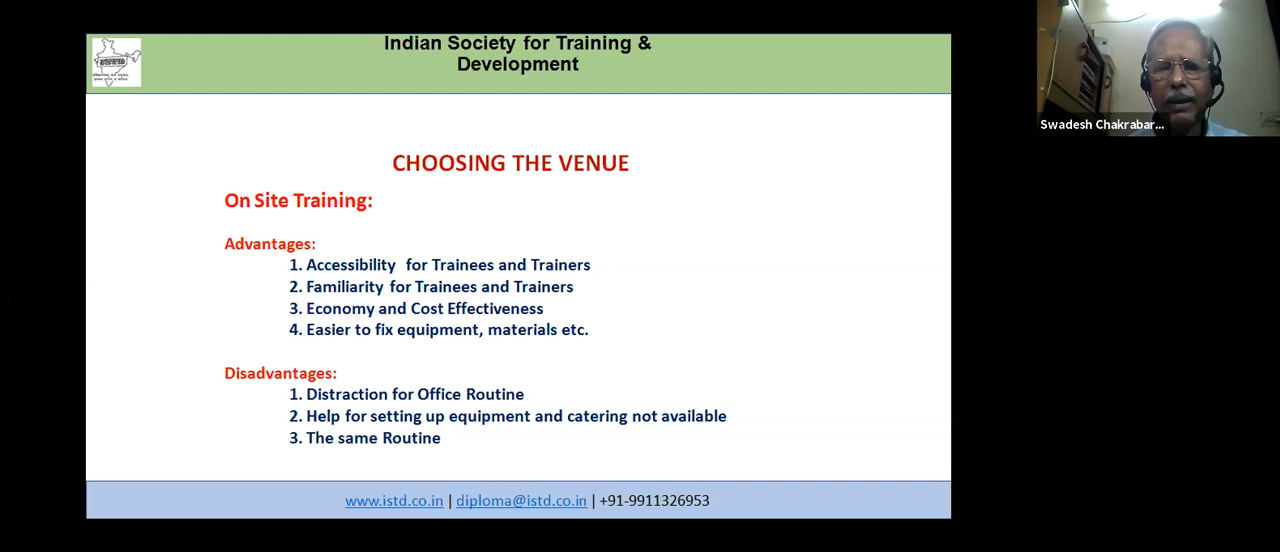 Indian Society for Training &
Development
CHOOSING THE VENUE
On Site Training:
Advantages:
1. Accessibility for Trainees and Trainers
2. Familiarity for Trainees and Trainers
3. Economy and Cost Effectiveness
4. Easier to fix equipment, materials etc.
Disadvantages:
1. Distraction for Office Routine
2. Help for setting up equipment and catering not available
3. The same Routine
www.istd.co.in | diploma@istd.co.in | +91-9911326953
Swadesh Chakrabar...